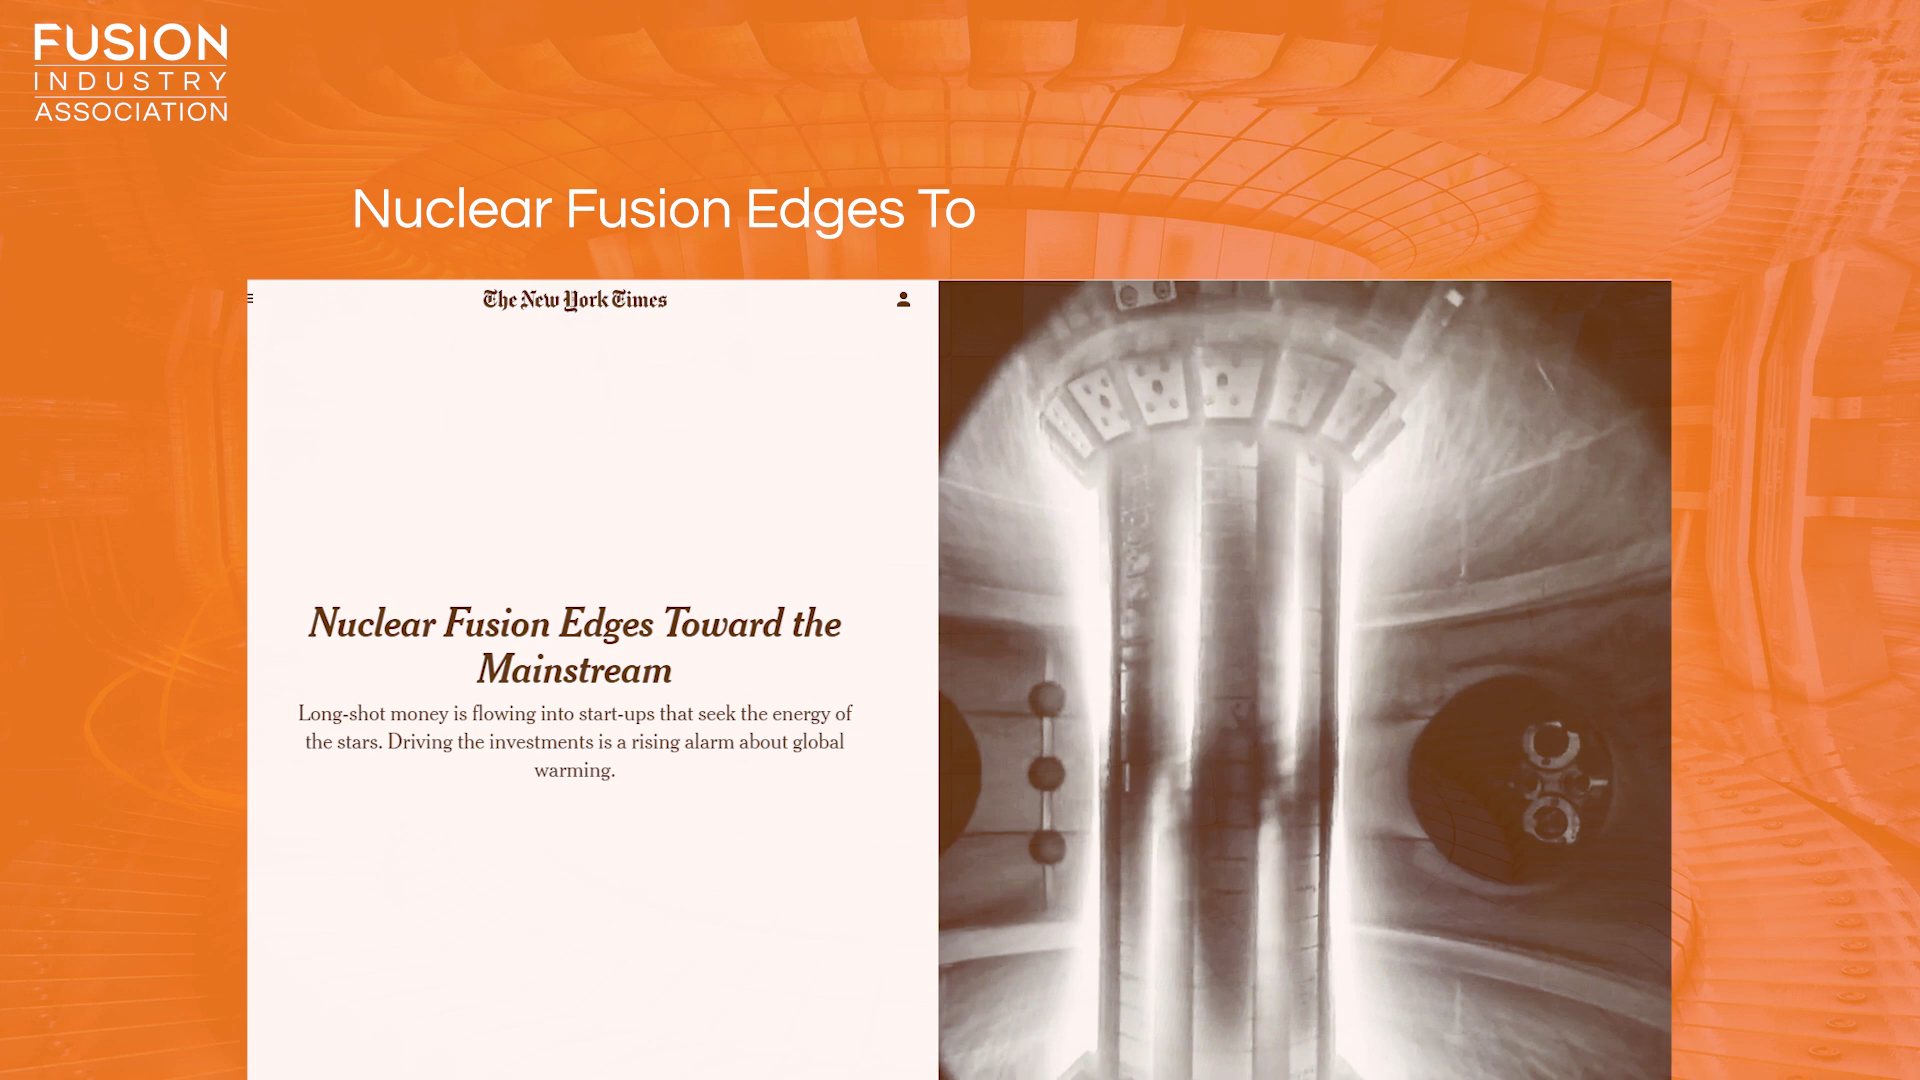 FUSION
INDUSTRY
ASSOCIATION
Nuclear Fusion Edges To
The New York Times
Nuclear Fusion Edges Toward the
Mainstream
Long-shot money is flowing into start-ups that seek the energy of
the stars. Driving the investments is a rising alarm about global
warming.